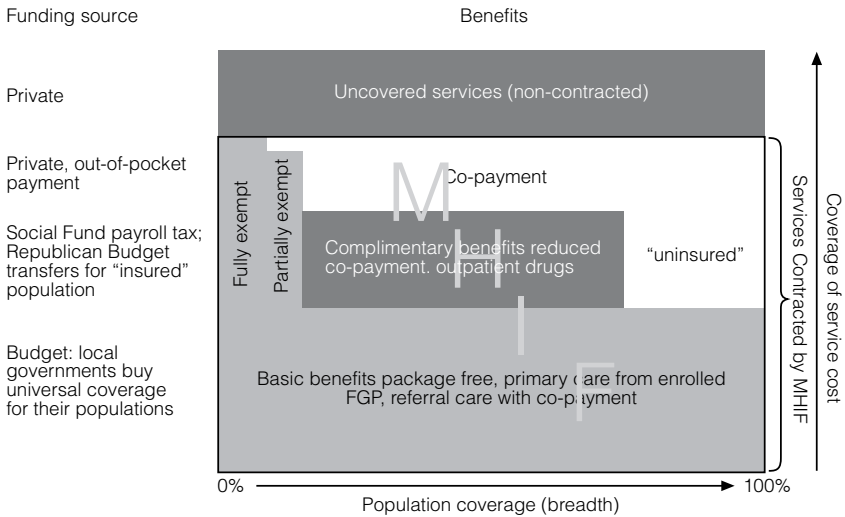 Funding source
Benefits
Private
Uncovered services (non-contracted)
Private, out-of-pocket
payment
Co-payment
Social Fund payroll tax;
Republican Budget
transfers for “insured”
population
Fully exempt
Partially exempt
Complimentary benefits reduced
co-payment. outpatient drugs
“uninsured”
Budget: local
governments buy
universal coverage
for their populations
Basic benefits package free, primary care from enrolled
FGP, referral care with co-payment
M
H
I
F
Services Contracted by MHIF
Coverage of service cost
0%
100%
Population coverage (breadth)